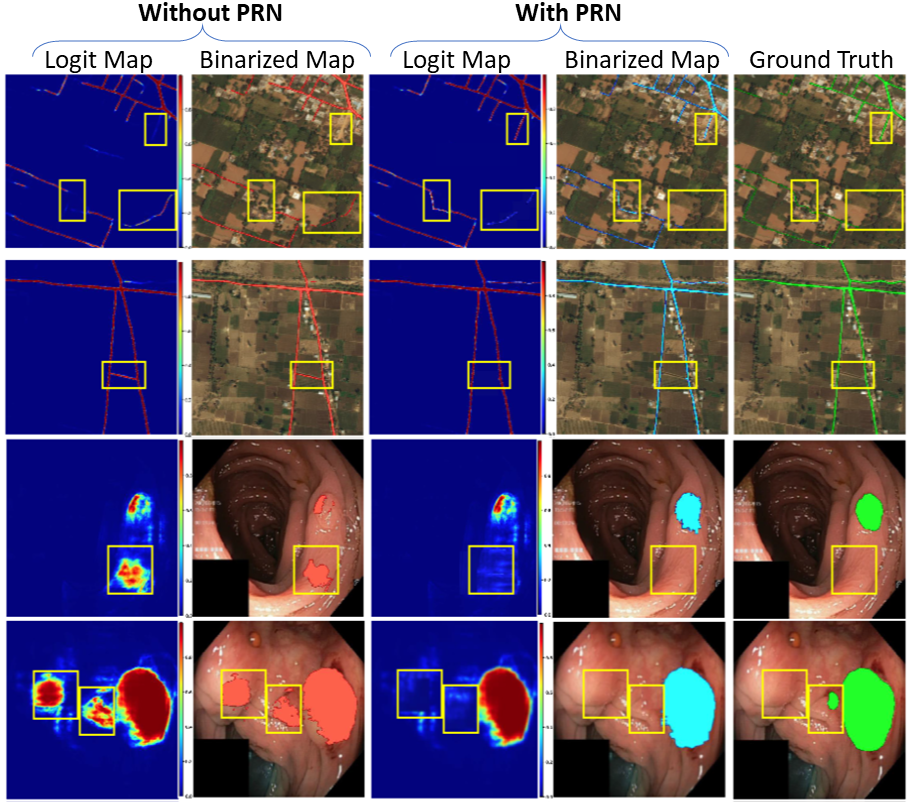 Without PRN
With PRN
Logit Map
Binarized Map
Logit Map
Binarized Map
Ground Truth